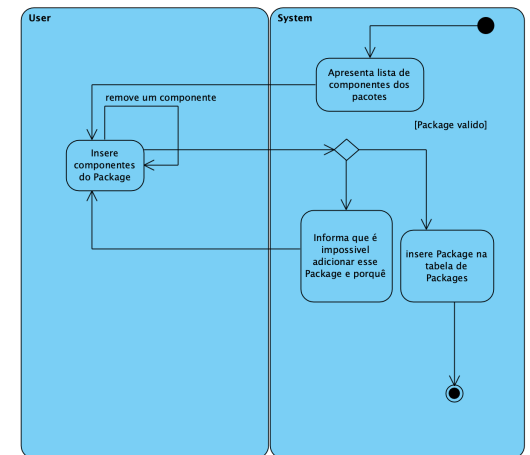 User
System
Apresenta lista de
componentes dos
pacotes
remove um componente
[Package valido]
Insere
componentes
do Package
Informa que é
impossivel
adicionar esse
Package e porquê
insere Package na
tabela de
Packages